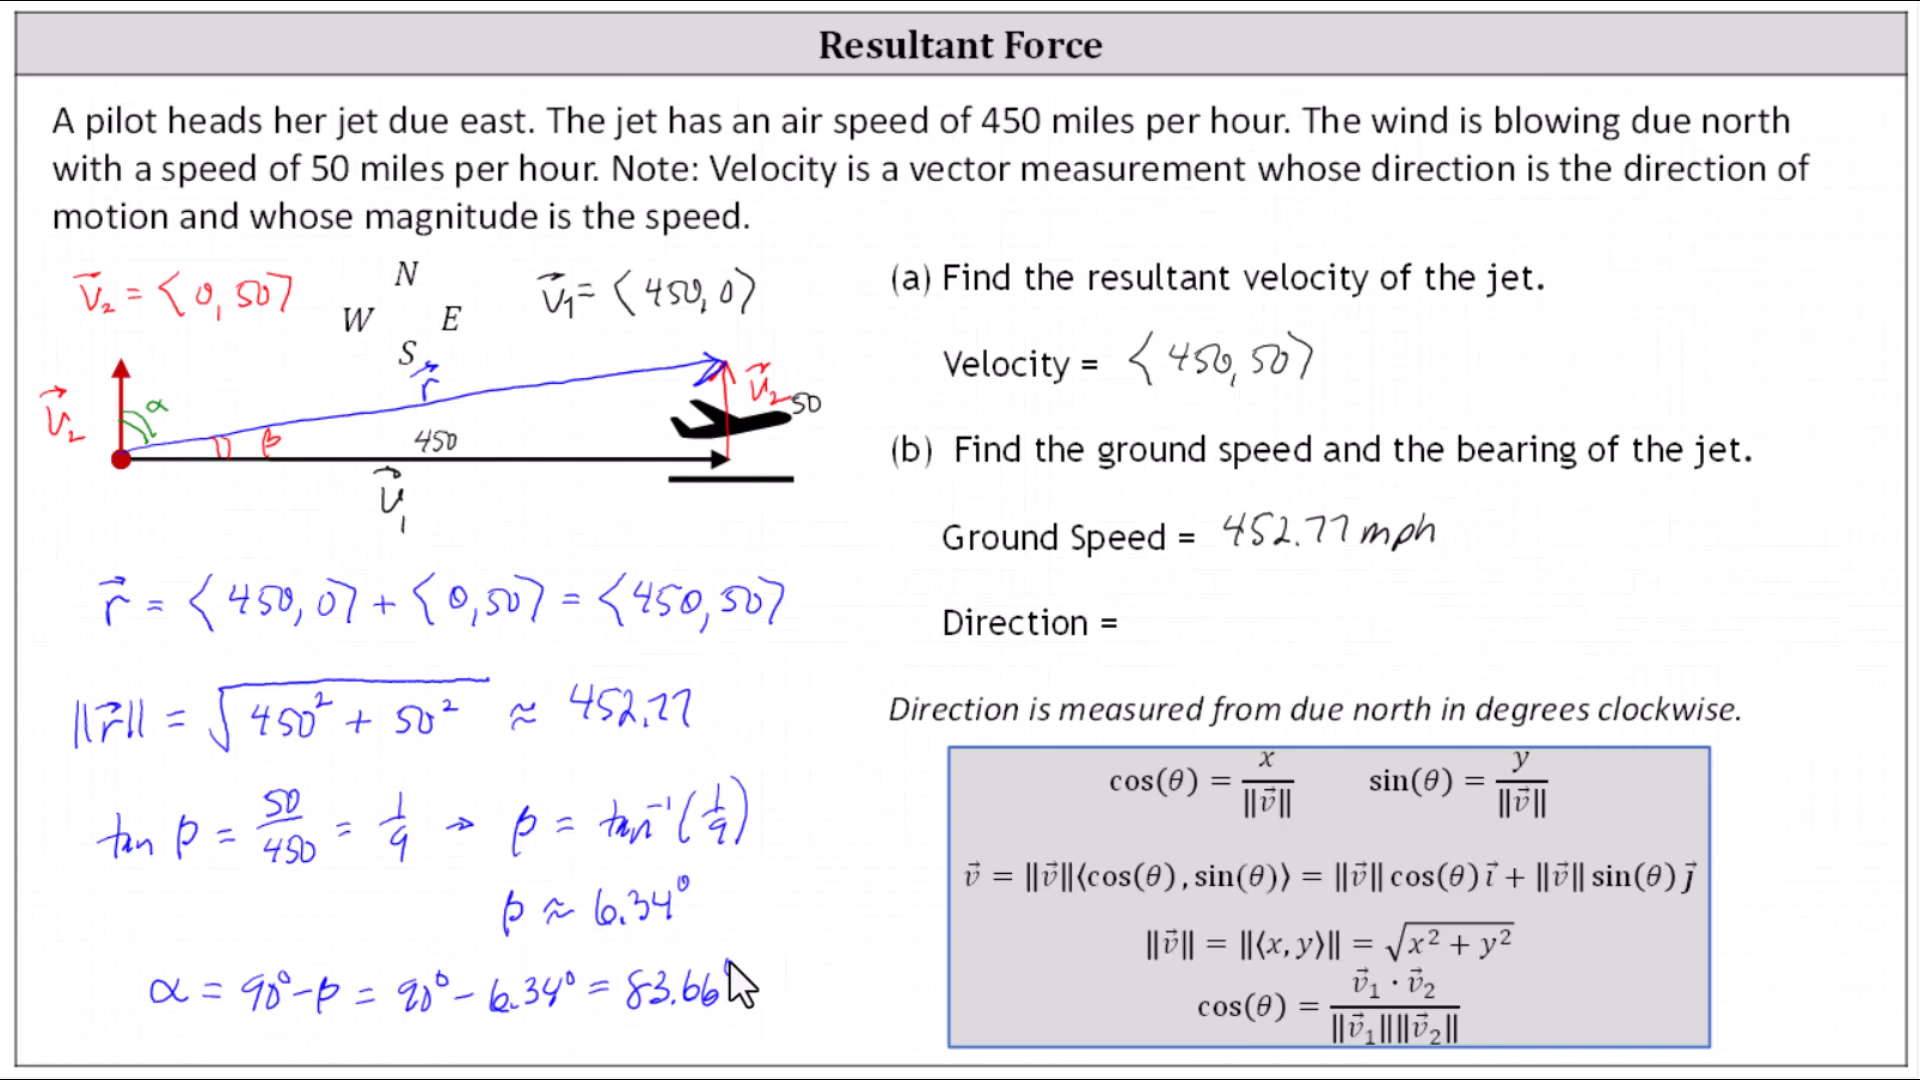 Resultant Force
A pilot heads her jet due east. The jet has an air speed of 450 miles per hour. The wind is blowing due north
with a speed of 50 miles per hour. Note: Velocity is a vector measurement whose direction is the direction of
motion and whose magnitude is the speed.
v⃗₂ = ⟨0, 50⟩
N
W E
S
v⃗₁ = ⟨450, 0⟩
v⃗₂
α
β
r⃗
450
v⃗₂
50
v⃗₁
r⃗ = ⟨450, 0⟩ + ⟨0, 50⟩ = ⟨450, 50⟩
‖r⃗‖ = √(450² + 50²) ≈ 452.77
tan β = 50/450 = 1/9 → β = tan⁻¹(1/9)
β ≈ 6.34°
α = 90° - β = 90° - 6.34° = 83.66°
(a) Find the resultant velocity of the jet.
Velocity = ⟨450, 50⟩
(b) Find the ground speed and the bearing of the jet.
Ground Speed = 452.77 mph
Direction =
Direction is measured from due north in degrees clockwise.
cos(θ) = x/‖v⃗‖ sin(θ) = y/‖v⃗‖
v⃗ = ‖v⃗‖⟨cos(θ), sin(θ)⟩ = ‖v⃗‖ cos(θ) i⃗ + ‖v⃗‖ sin(θ) j⃗
‖v⃗‖ = ‖⟨x, y⟩‖ = √(x² + y²)
cos(θ) = (v⃗₁ · v⃗₂)/(‖v⃗₁‖‖v⃗₂‖)